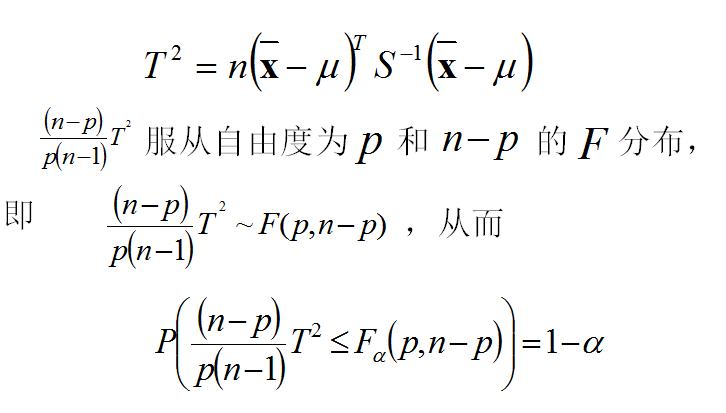 T² = n(x̄ − μ)ᵀ S⁻¹(x̄ − μ)
(n−p)/p(n−1) T² 服从自由度为 p 和 n−p 的 F 分布，
即 (n−p)/p(n−1) T² ~ F(p,n−p) ，从而
P((n−p)/p(n−1) T² ≤ F_α(p,n−p)) = 1−α